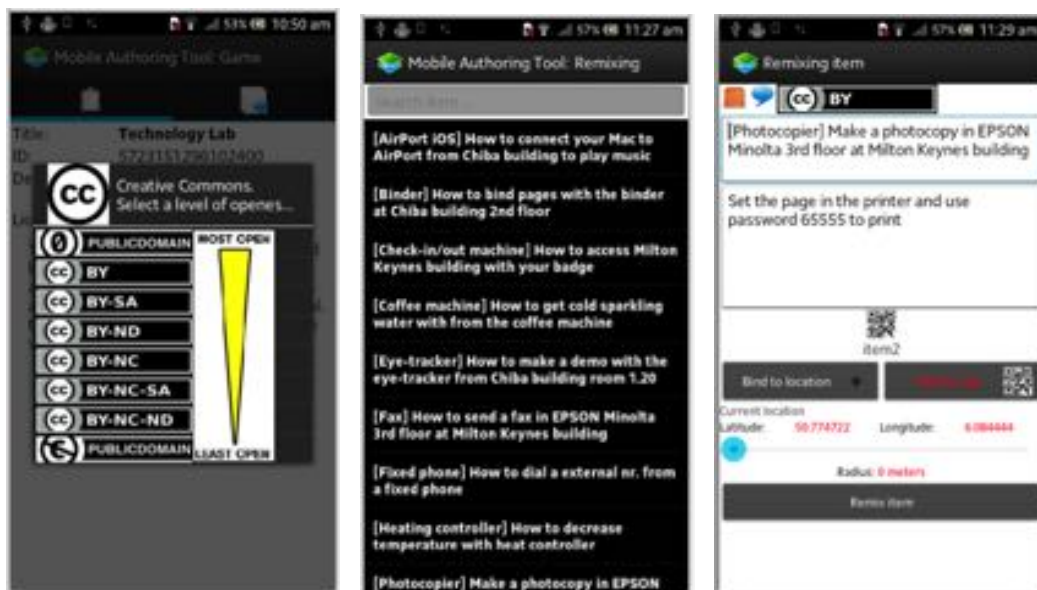 53% 10:50 am
Mobile Authoring Tool: Game
Title: Technology Lab
ID: 5723151296102400
Creative Commons.
Select a level of openes...
PUBLICDOMAIN
BY
BY-SA
BY-ND
BY-NC
BY-NC-SA
BY-NC-ND
PUBLICDOMAIN
MOST OPEN
LEAST OPEN
57% 11:27 am
Mobile Authoring Tool: Remixing
Search item...
[AirPort iOS] How to connect your Mac to
AirPort from Chiba building to play music
[Binder] How to bind pages with the binder
at Chiba building 2nd floor
[Check-in/out machine] How to access Milton
Keynes building with your badge
[Coffee machine] How to get cold sparkling
water with from the coffee machine
[Eye-tracker] How to make a demo with the
eye-tracker from Chiba building room 1.20
[Fax] How to send a fax in EPSON Minolta
3rd floor at Milton Keynes building
[Fixed phone] How to dial a external nr. from
a fixed phone
[Heating controller] How to decrease
temperature with heat controller
[Photocopier] Make a photocopy in EPSON
57% 11:29 am
Remixing item
BY
[Photocopier] Make a photocopy in EPSON
Minolta 3rd floor at Milton Keynes building
Set the page in the printer and use
password 65555 to print
item2
Bind to location
Current location
Latitude: 50.774722 Longitude: 6.084444
Radius: 0 meters
Remix item